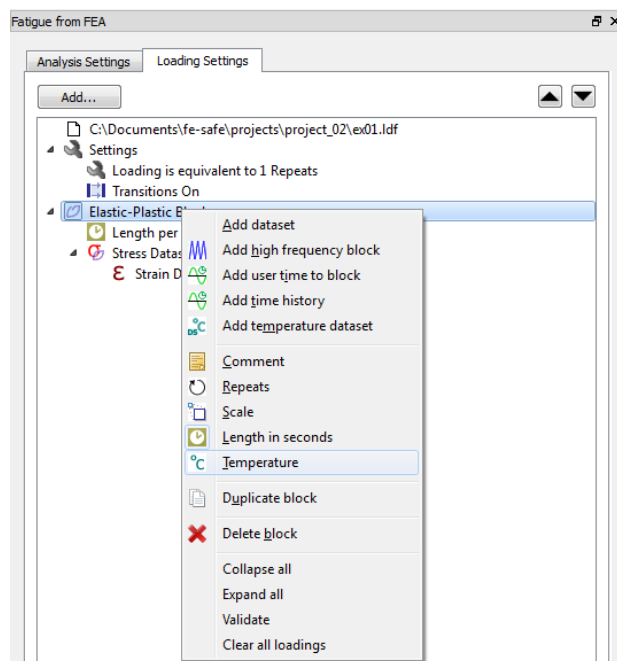 Fatigue from FEA
Analysis Settings
Loading Settings
Add...
C:\Documents\fe-safe\projects\project_02\ex01.ldf
Settings
Loading is equivalent to 1 Repeats
Transitions On
Elastic-Plastic
Length per
Stress
Strain
Add dataset
Add high frequency block
Add user time to block
Add time history
Add temperature dataset
Comment
Repeats
Scale
Length in seconds
°C Temperature
Duplicate block
Delete block
Collapse all
Expand all
Validate
Clear all loadings